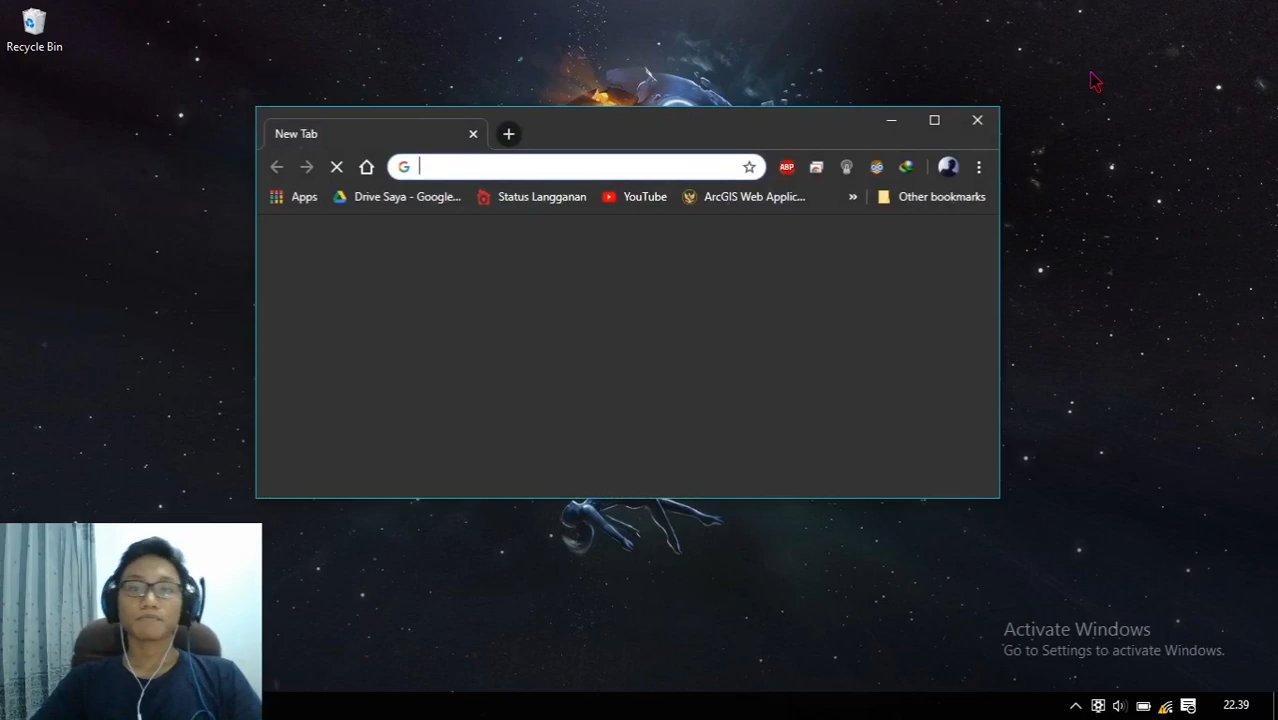 Recycle Bin
New Tab
ABP
Apps
Drive Saya - Google...
Status Langganan
YouTube
ArcGIS Web Applic...
»
Other bookmarks
Activate Windows
Go to Settings to activate Windows.
22.39